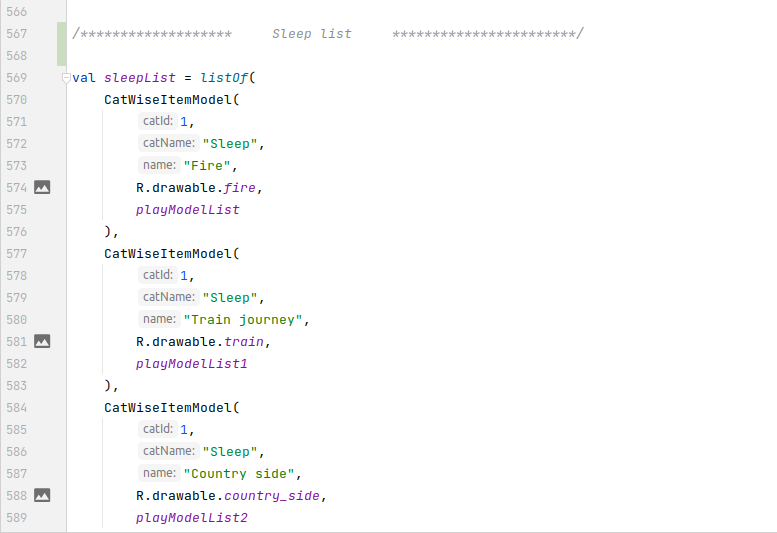 566
567 /******************* Sleep list ***********************/
568
569 val sleepList = listOf(
570 CatWiseItemModel(
571 catId: 1,
572 catName: "Sleep",
573 name: "Fire",
574 R.drawable.fire,
575 playModelList
576 ),
577 CatWiseItemModel(
578 catId: 1,
579 catName: "Sleep",
580 name: "Train journey",
581 R.drawable.train,
582 playModelList1
583 ),
584 CatWiseItemModel(
585 catId: 1,
586 catName: "Sleep",
587 name: "Country side",
588 R.drawable.country_side,
589 playModelList2